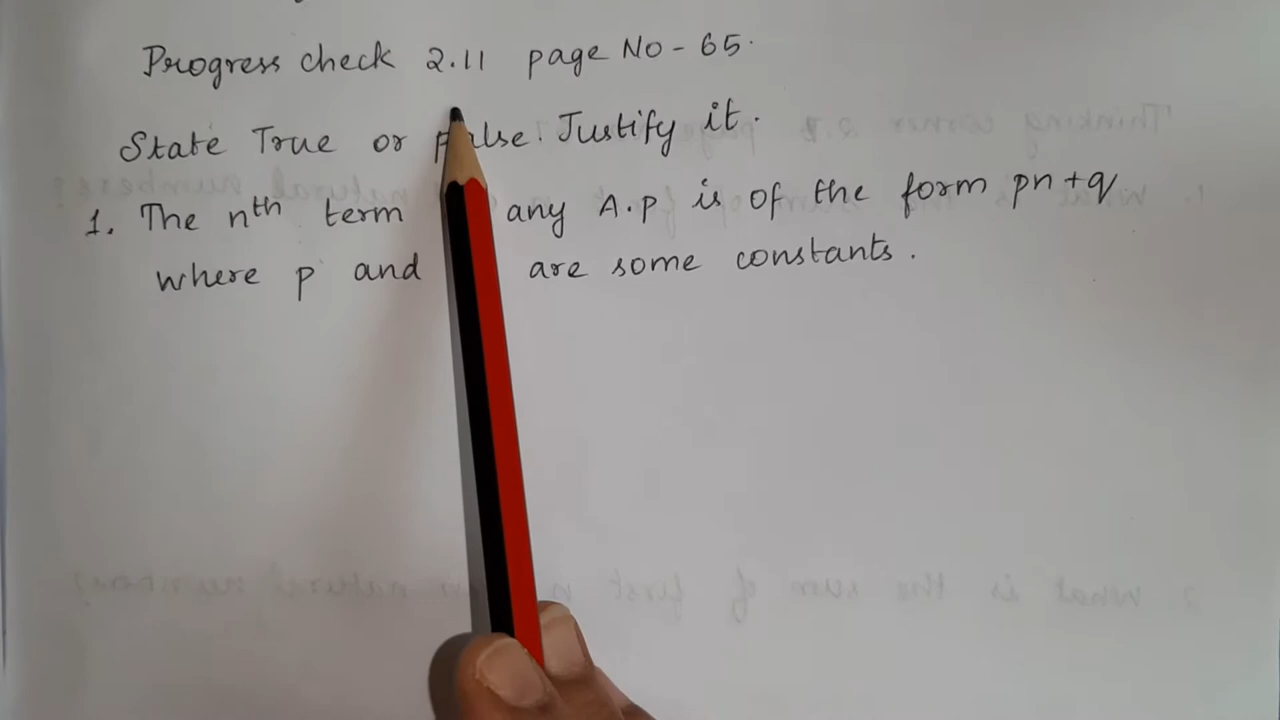 Progress check 2.11 page No - 65.
State True or False. Justify it.
1. The nth term any A.P is of the form pn+q
where p and are some constants.